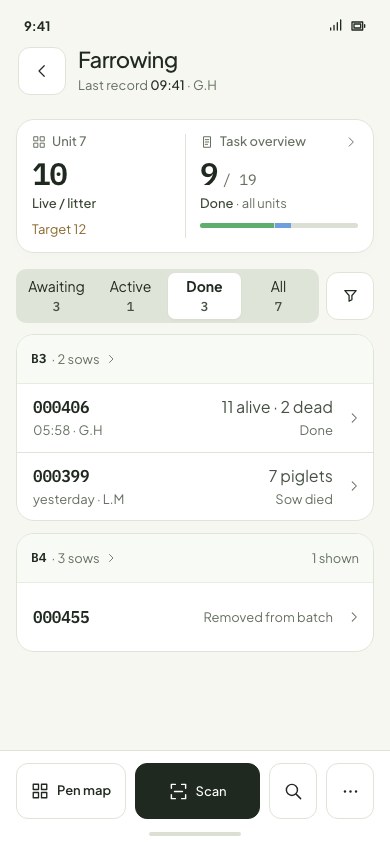 9:41
Farrowing
Last record 09:41 · G.H
Unit 7
10
Live / litter
Target 12
Task overview
9 / 19
Done · all units
Awaiting 3
Active 1
Done 3
All 7
B3 · 2 sows
000406 11 alive · 2 dead
05:58 · G.H Done
000399 7 piglets
yesterday · L.M Sow died
B4 · 3 sows 1 shown
000455 Removed from batch
Pen map Scan